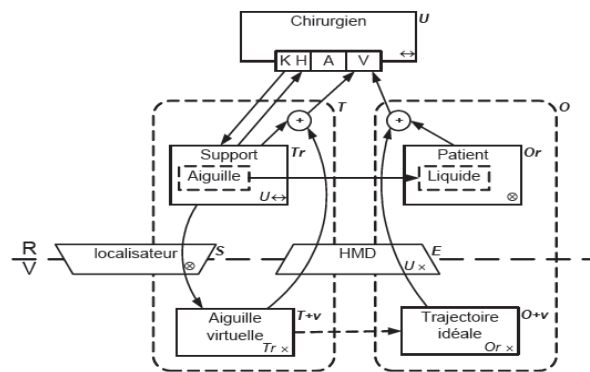 Chirurgien U
K H A V ↔
T O
+ +
Support Tr
Aiguille
U↔
Patient Or
Liquide
⊗
R
V
localisateur S
⊗
HMD E
U ×
Aiguille T+v
virtuelle
Tr ×
Trajectoire O+v
idéale
Or ×